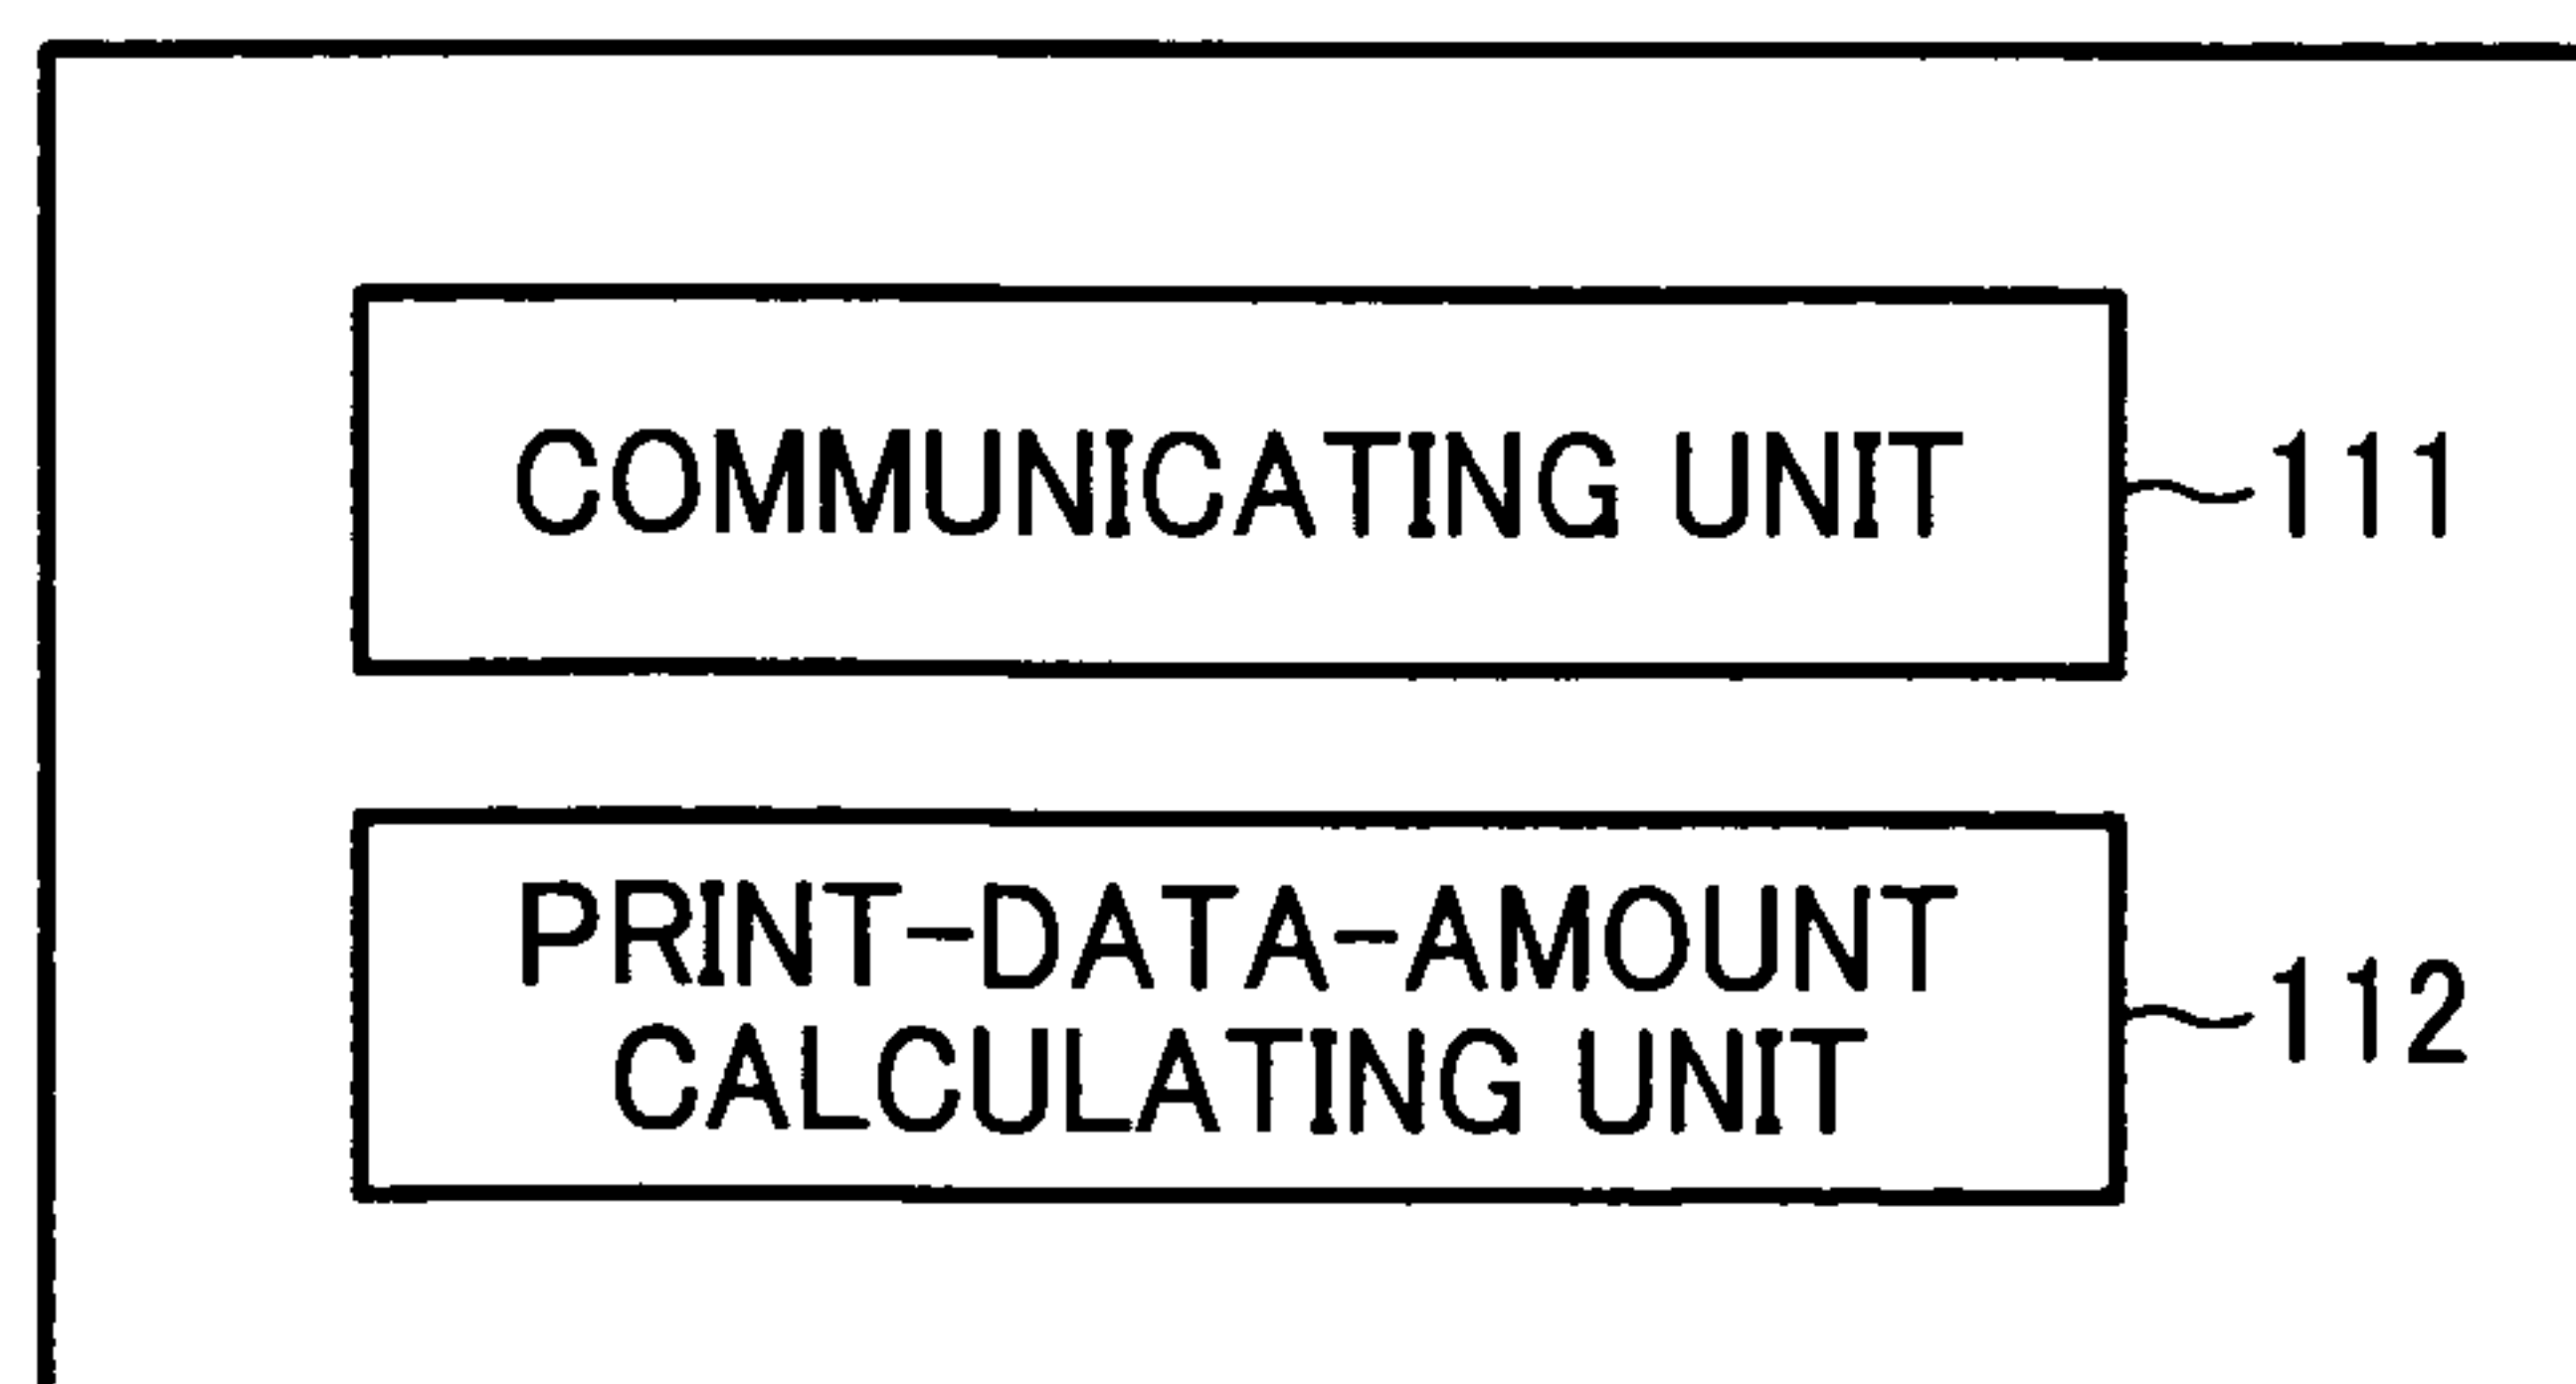 COMMUNICATING UNIT
111
PRINT-DATA-AMOUNT
CALCULATING UNIT
112